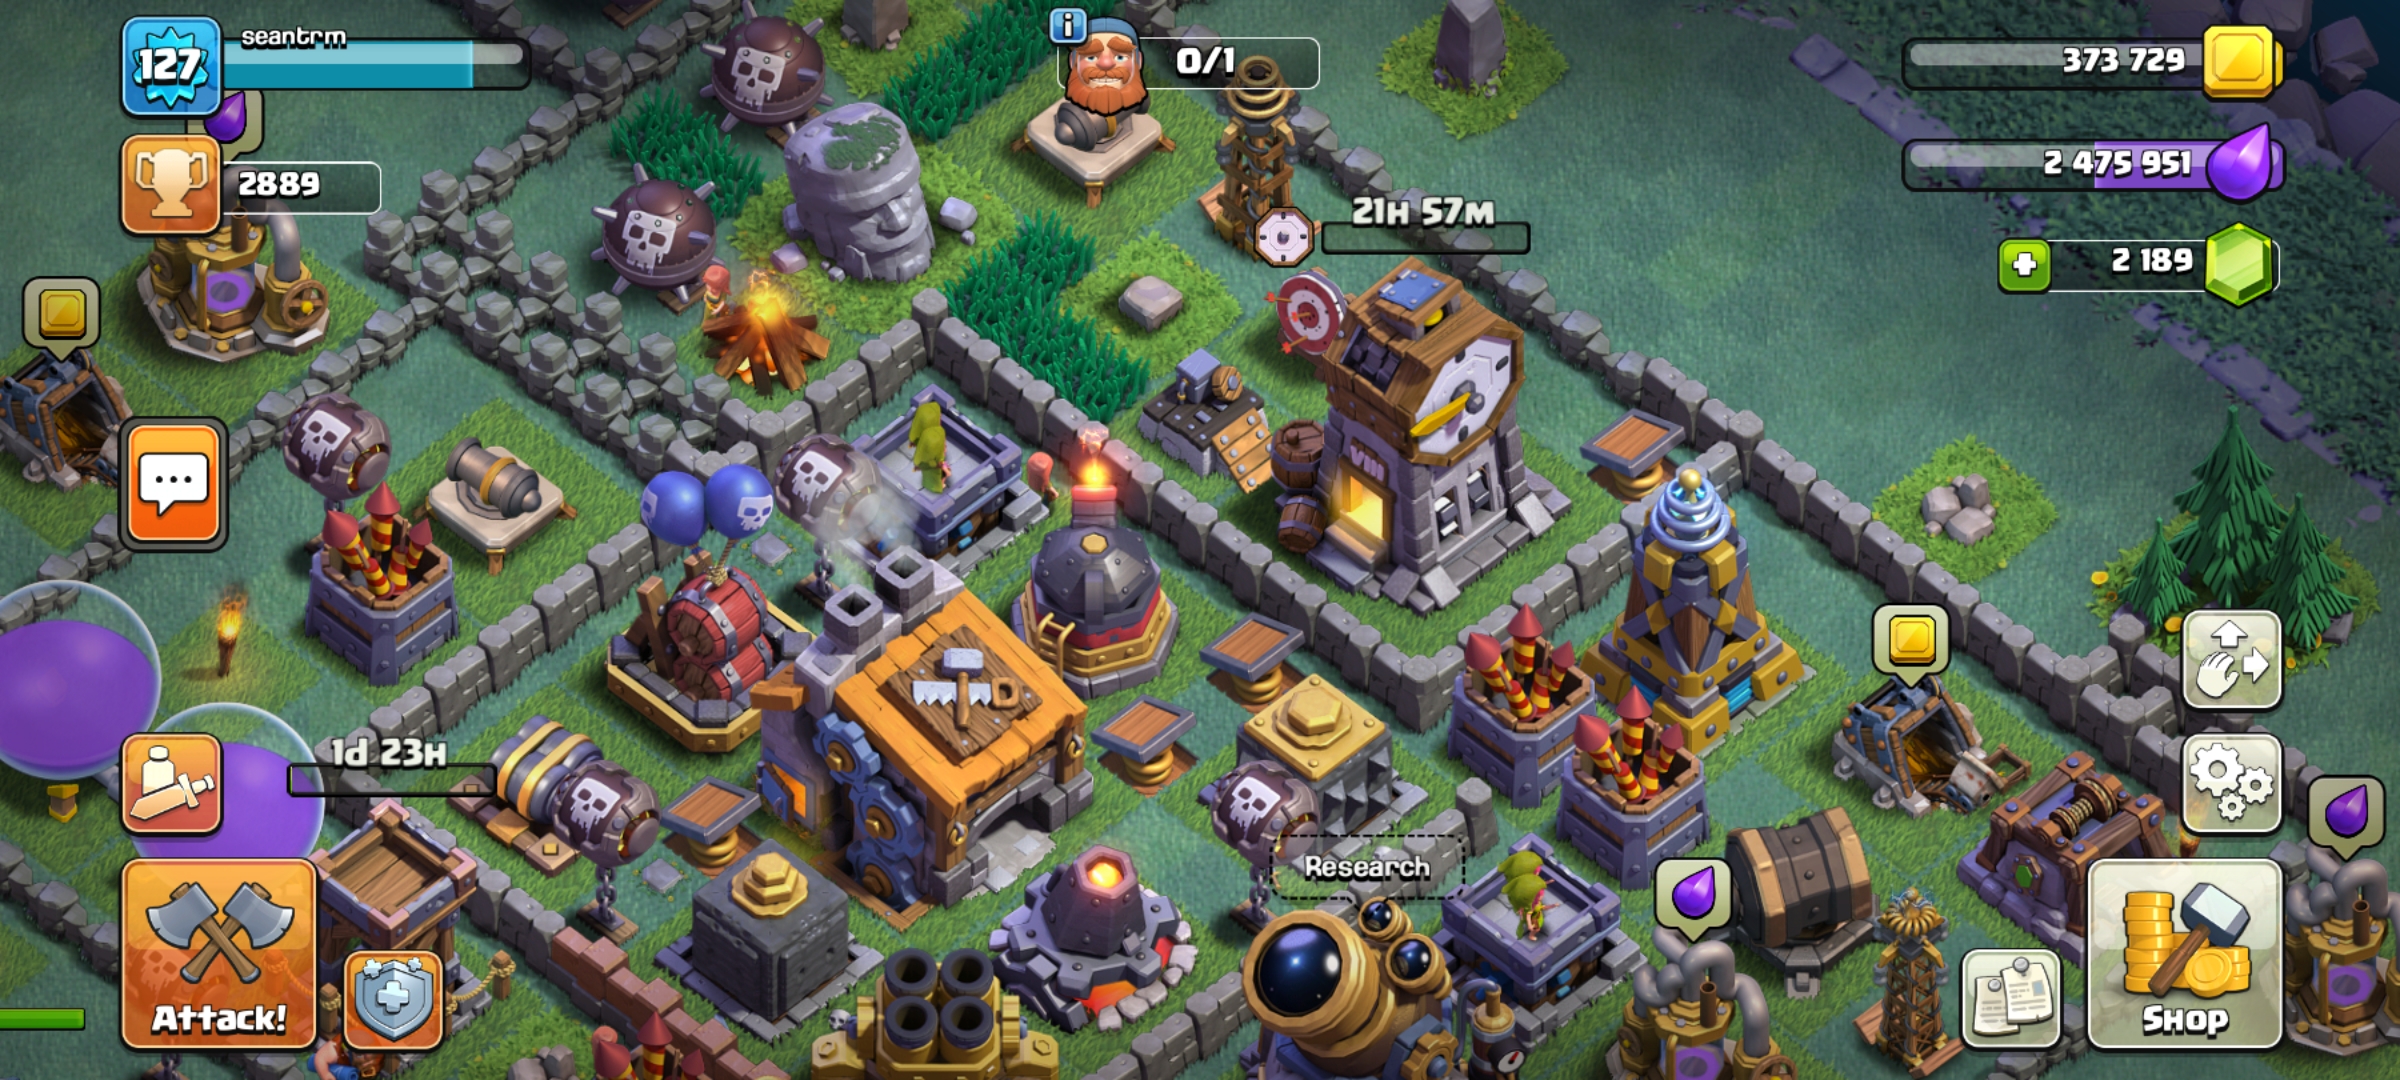 127
seantrm
0/1
373 729
2889
2 475 951
21H 57M
2 189
VIII
1d 23H
Research
Attack!
Shop